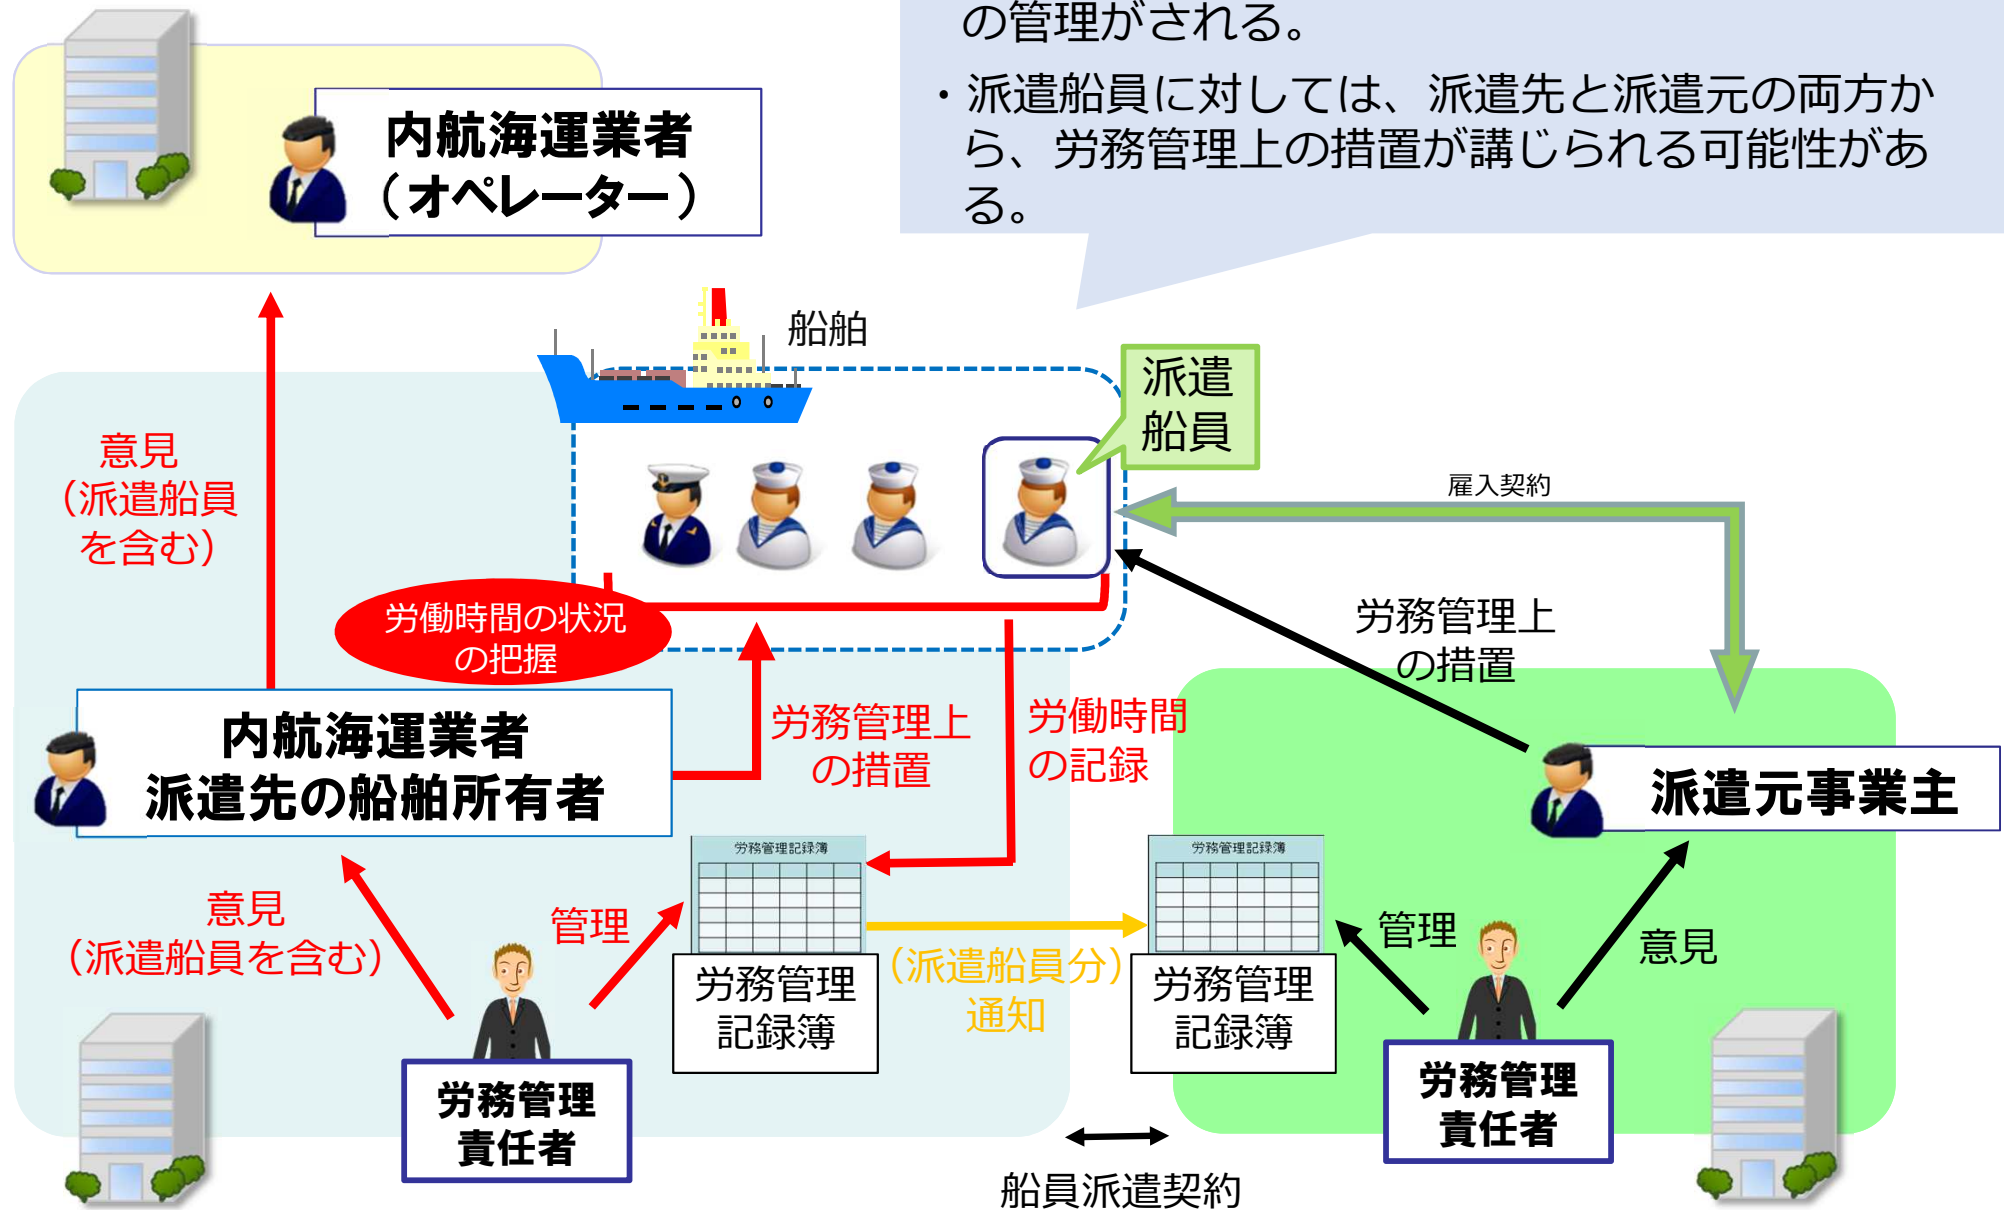 の管理がされる。
・派遣船員に対しては、派遣先と派遣元の両方か
ら、労務管理上の措置が講じられる可能性があ
る。
内航海運業者
（オペレーター）
船舶
派遣
船員
意見
（派遣船員
を含む）
雇入契約
労働時間の状況
の把握
労務管理上
の措置
内航海運業者
派遣先の船舶所有者
労務管理上
の措置
労働時間
の記録
派遣元事業主
労務管理記録簿
労務管理記録簿
意見
（派遣船員を含む）
管理
（派遣船員分）
通知
管理
意見
労務管理
記録簿
労務管理
記録簿
労務管理
責任者
労務管理
責任者
船員派遣契約